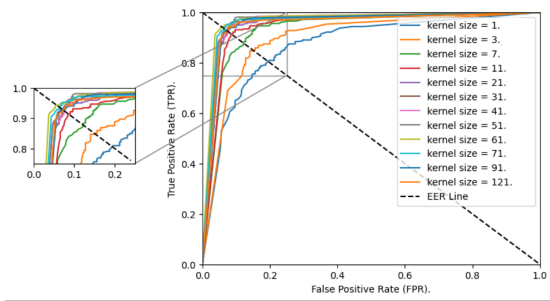 1.0
0.8
0.6
0.4
0.2
0.0
True Positive Rate (TPR).
0.0 0.2 0.4 0.6 0.8 1.0
False Positive Rate (FPR).
kernel size = 1.
kernel size = 3.
kernel size = 7.
kernel size = 11.
kernel size = 21.
kernel size = 31.
kernel size = 41.
kernel size = 51.
kernel size = 61.
kernel size = 71.
kernel size = 91.
kernel size = 121.
EER Line
1.0
0.9
0.8
0.0 0.1 0.2